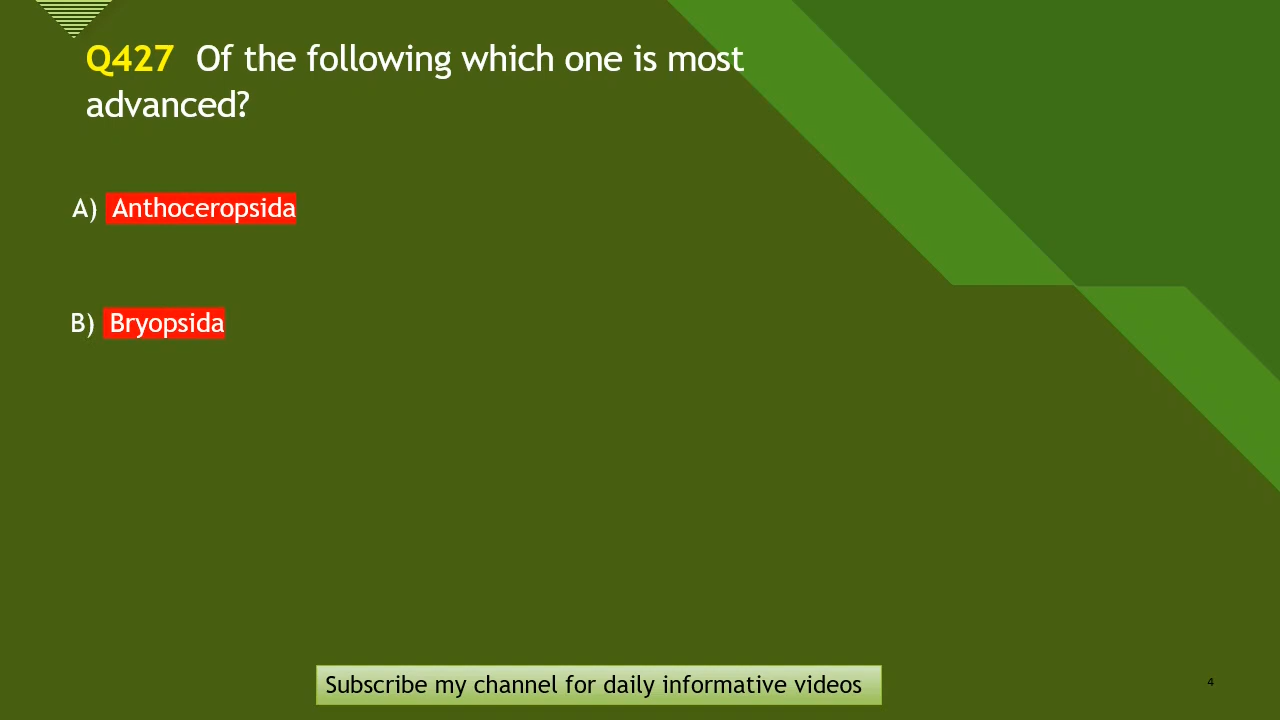 Q427 Of the following which one is most
advanced?
A) Anthoceropsida
B) Bryopsida
Subscribe my channel for daily informative videos
4